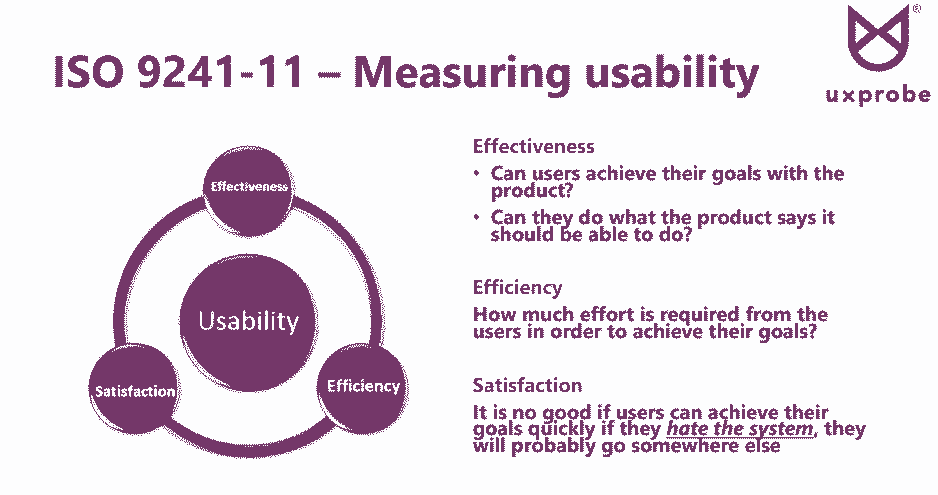 ®
uxprobe
ISO 9241-11 – Measuring usability
Effectiveness
Usability
Satisfaction
Efficiency
Effectiveness
• Can users achieve their goals with the
product?
• Can they do what the product says it
should be able to do?
Efficiency
How much effort is required from the
users in order to achieve their goals?
Satisfaction
It is no good if users can achieve their
goals quickly if they hate the system, they
will probably go somewhere else